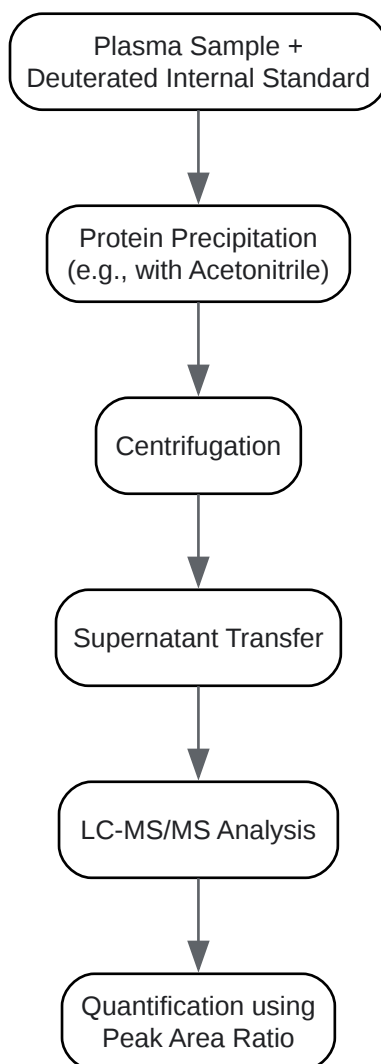 Plasma Sample +
Deuterated Internal Standard
Protein Precipitation
(e.g., with Acetonitrile)
Centrifugation
Supernatant Transfer
LC-MS/MS Analysis
Quantification using
Peak Area Ratio